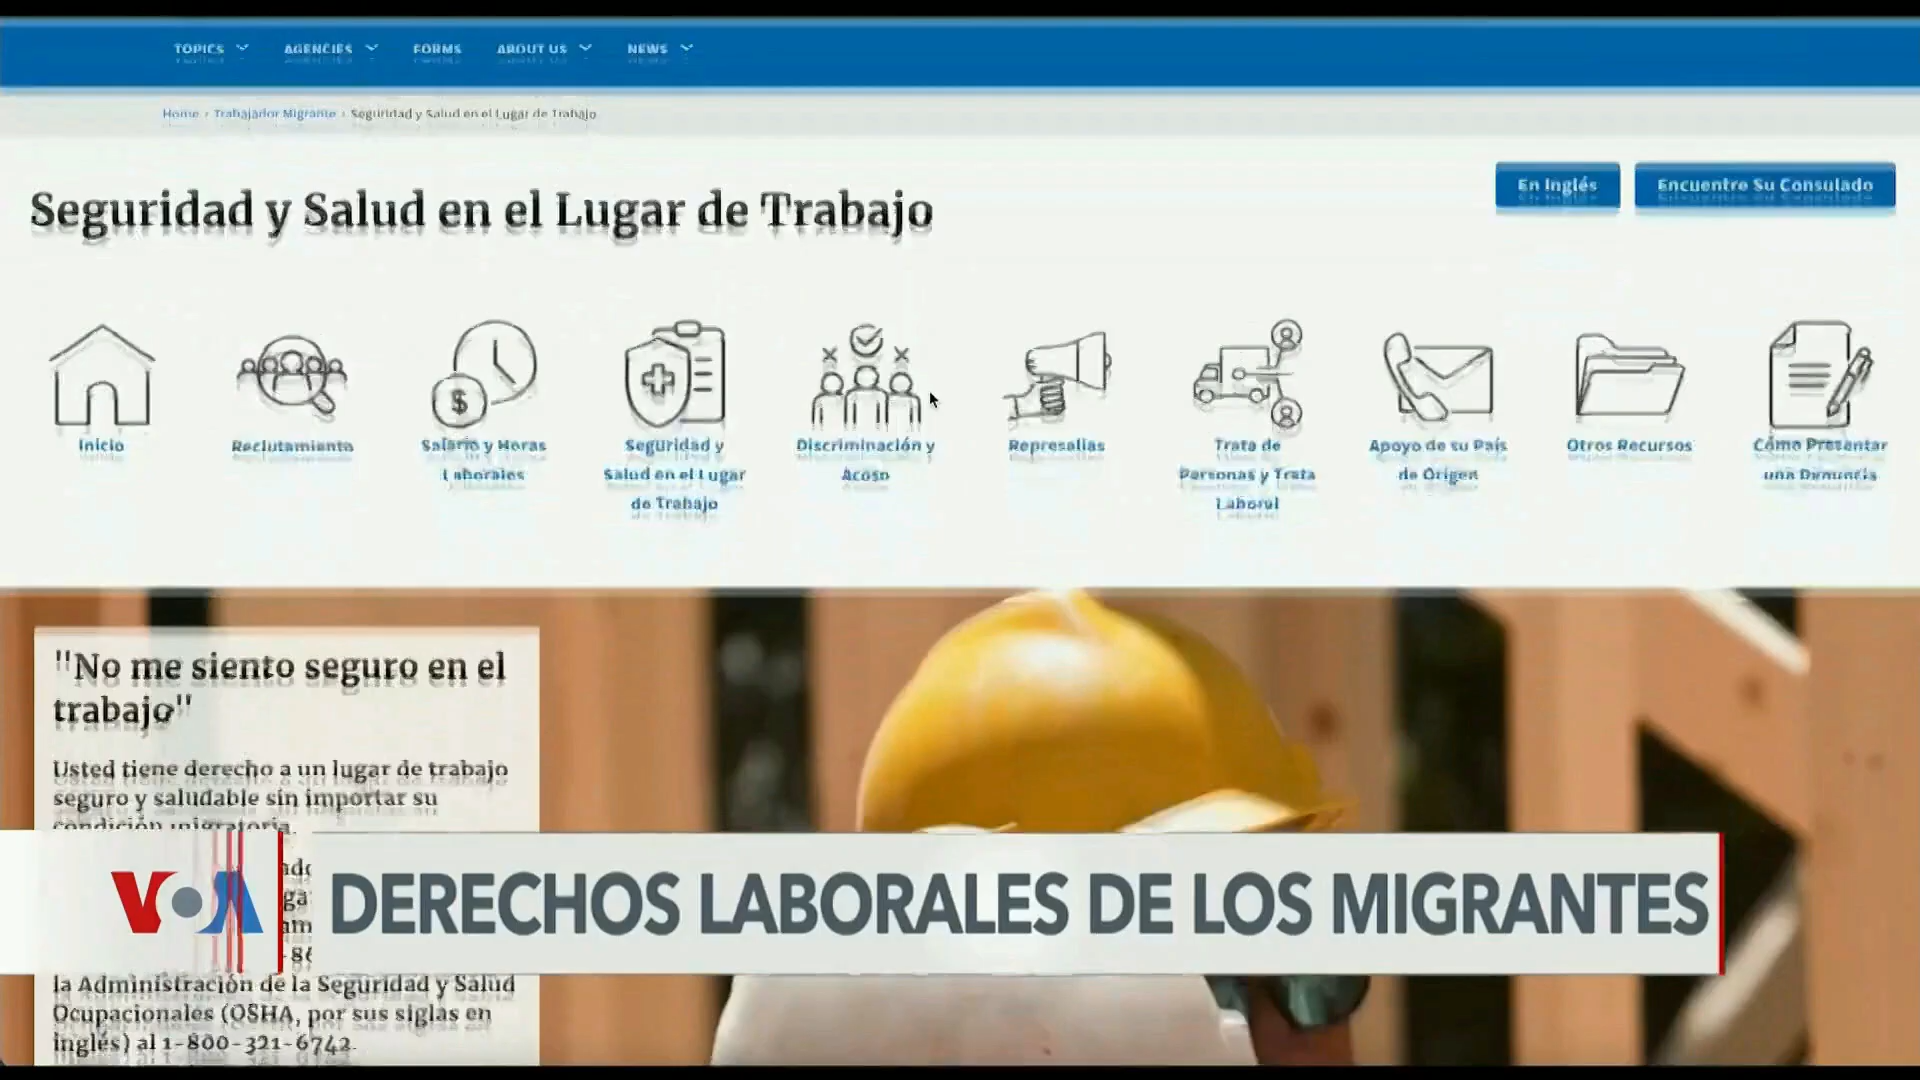 TOPICS AGENCIES FORMS ABOUT US NEWS
Home › Trabajador Migrante › Seguridad y Salud en el Lugar de Trabajo
Seguridad y Salud en el Lugar de Trabajo
En Inglés
Encuentre Su Consulado
Inicio
Reclutamiento
Salario y Horas
Laborales
Seguridad y
Salud en el Lugar
de Trabajo
Discriminación y
Acoso
Represalias
Trata de
Personas y Trata
Laboral
Apoyo de su País
de Origen
Otros Recursos
Cómo Presentar
una Denuncia
"No me siento seguro en el
trabajo"
Usted tiene derecho a un lugar de trabajo
seguro y saludable sin importar su
condición migratoria.
VOA
DERECHOS LABORALES DE LOS MIGRANTES
la Administración de la Seguridad y Salud
Ocupacionales (OSHA, por sus siglas en
inglés) al 1-800-321-6742.